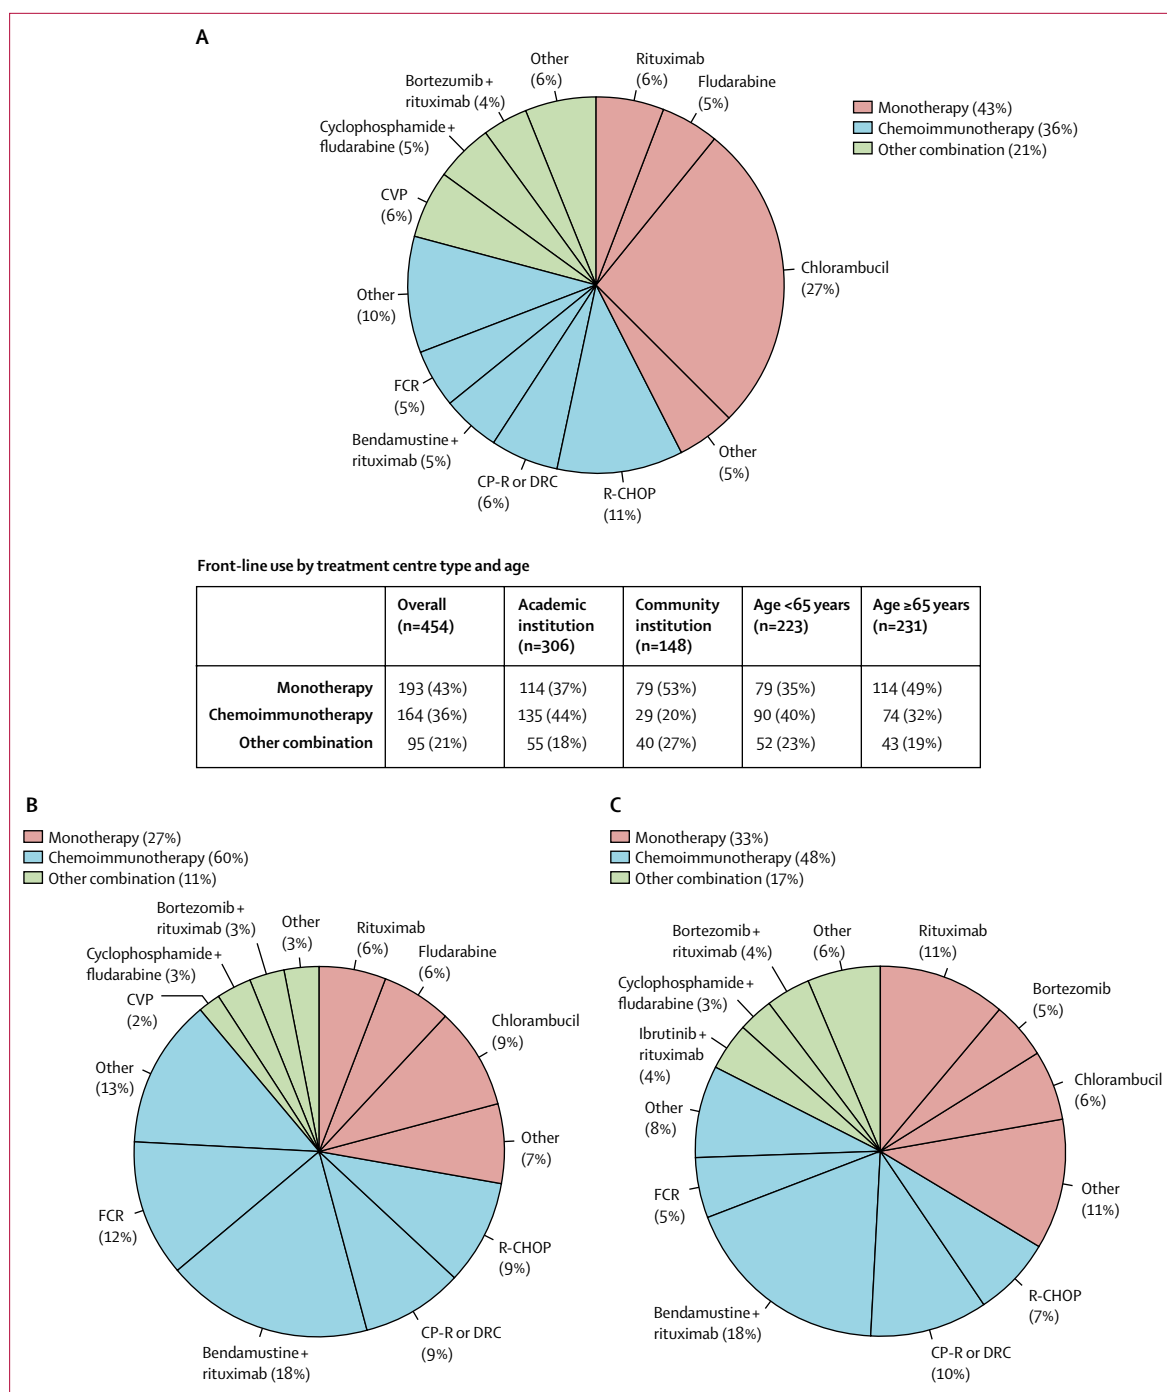 A
Other
(6%)
Rituximab
(6%)
Fludarabine
(5%)
Bortezumib+
rituximab (4%)
Cyclophosphamide+
fludarabine (5%)
CVP
(6%)
Other
(10%)
FCR
(5%)
Bendamustine+
rituximab (5%)
CP-R or DRC
(6%)
R-CHOP
(11%)
Other
(5%)
Chlorambucil
(27%)
Monotherapy (43%)
Chemoimmunotherapy (36%)
Other combination (21%)
Front-line use by treatment centre type and age
Overall (n=454) Academic institution (n=306) Community institution (n=148) Age <65 years (n=223) Age ≥65 years (n=231)
Monotherapy 193 (43%) 114 (37%) 79 (53%) 79 (35%) 114 (49%)
Chemoimmunotherapy 164 (36%) 135 (44%) 29 (20%) 90 (40%) 74 (32%)
Other combination 95 (21%) 55 (18%) 40 (27%) 52 (23%) 43 (19%)
B
Monotherapy (27%)
Chemoimmunotherapy (60%)
Other combination (11%)
Bortezomib+
rituximab (3%)
Other
(3%)
Rituximab
(6%)
Fludarabine
(6%)
Chlorambucil
(9%)
Other
(7%)
R-CHOP
(9%)
CP-R or DRC
(9%)
Bendamustine+
rituximab (18%)
FCR
(12%)
Other
(13%)
CVP
(2%)
Cyclophosphamide+
fludarabine (3%)
C
Monotherapy (33%)
Chemoimmunotherapy (48%)
Other combination (17%)
Bortezomib+
rituximab (4%)
Other
(6%)
Rituximab
(11%)
Bortezomib
(5%)
Chlorambucil
(6%)
Other
(11%)
R-CHOP
(7%)
CP-R or DRC
(10%)
Bendamustine+
rituximab (18%)
FCR
(5%)
Other
(8%)
Ibrutinib+
rituximab
(4%)
Cyclophosphamide+
fludarabine (3%)